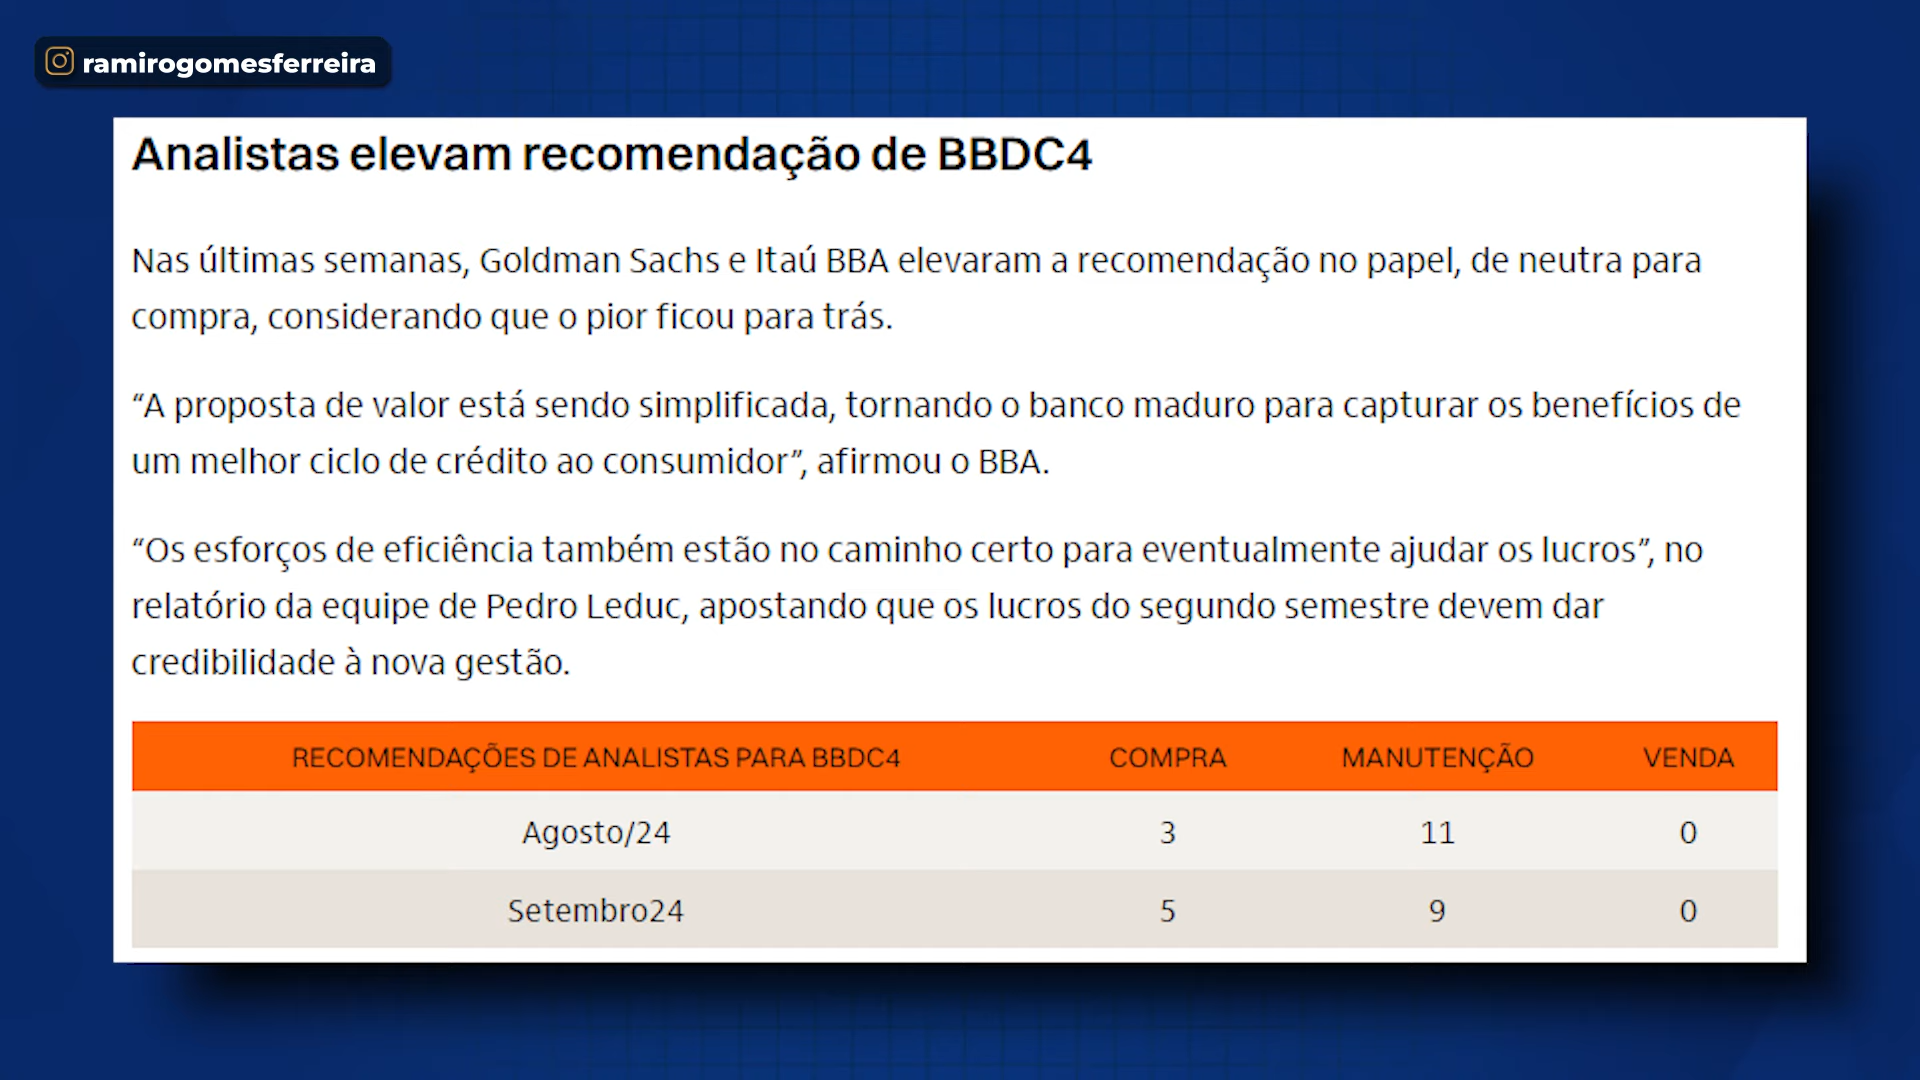 ramirogomesferreira
Analistas elevam recomendação de BBDC4
Nas últimas semanas, Goldman Sachs e Itaú BBA elevaram a recomendação no papel, de neutra para
compra, considerando que o pior ficou para trás.
“A proposta de valor está sendo simplificada, tornando o banco maduro para capturar os benefícios de
um melhor ciclo de crédito ao consumidor”, afirmou o BBA.
“Os esforços de eficiência também estão no caminho certo para eventualmente ajudar os lucros”, no
relatório da equipe de Pedro Leduc, apostando que os lucros do segundo semestre devem dar
credibilidade à nova gestão.
RECOMENDAÇÕES DE ANALISTAS PARA BBDC4 COMPRA MANUTENÇÃO VENDA
Agosto/24 3 11 0
Setembro24 5 9 0